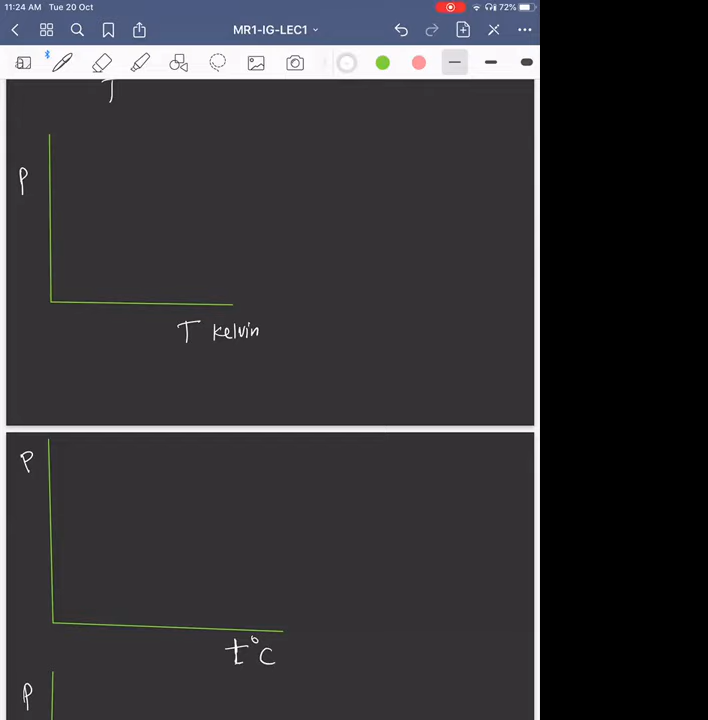 11:24 AM Tue 20 Oct 72%
MR1-IG-LEC1
T
P
T kelvin
P
t°C
P